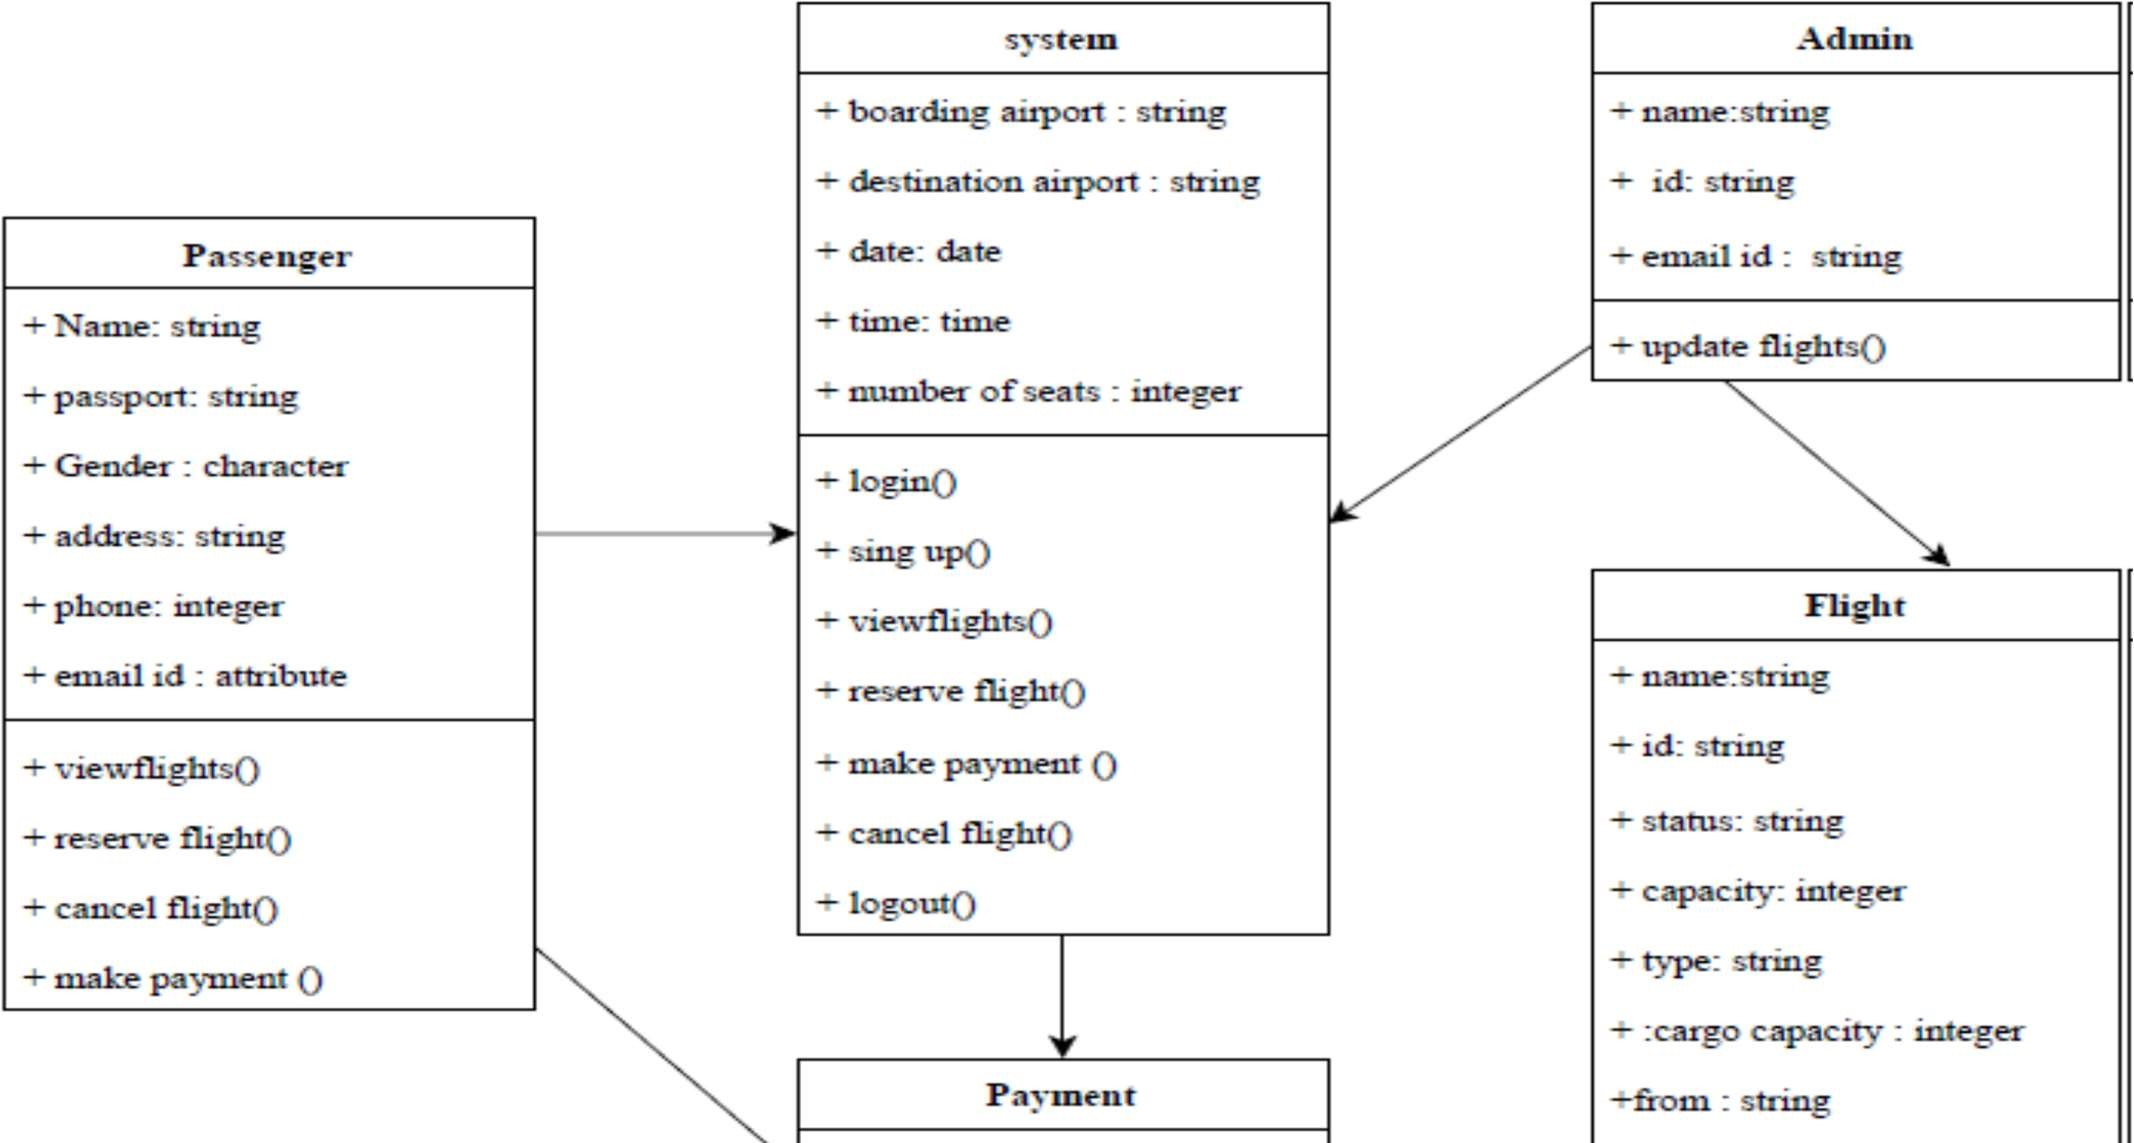 system
+ boarding airport : string
+ destination airport : string
+ date: date
+ time: time
+ number of seats : integer
+ login()
+ sing up()
+ viewflights()
+ reserve flight()
+ make payment ()
+ cancel flight()
+ logout()
Admin
+ name:string
+ id: string
+ email id : string
+ update flights()
Passenger
+ Name: string
+ passport: string
+ Gender : character
+ address: string
+ phone: integer
+ email id : attribute
+ viewflights()
+ reserve flight()
+ cancel flight()
+ make payment ()
Flight
+ name:string
+ id: string
+ status: string
+ capacity: integer
+ type: string
+ :cargo capacity : integer
+from : string
Payment